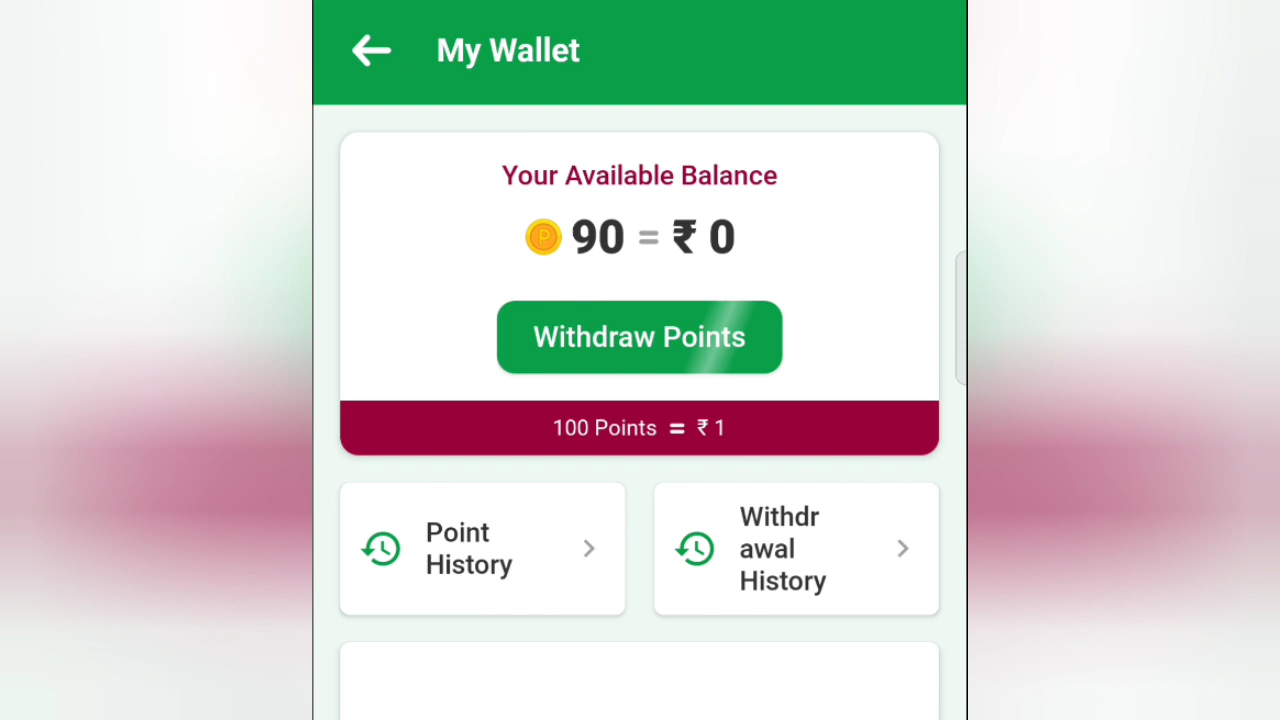 My Wallet
Your Available Balance
90 = ₹ 0
Withdraw Points
100 Points = ₹ 1
Point
History
Withdr
awal
History